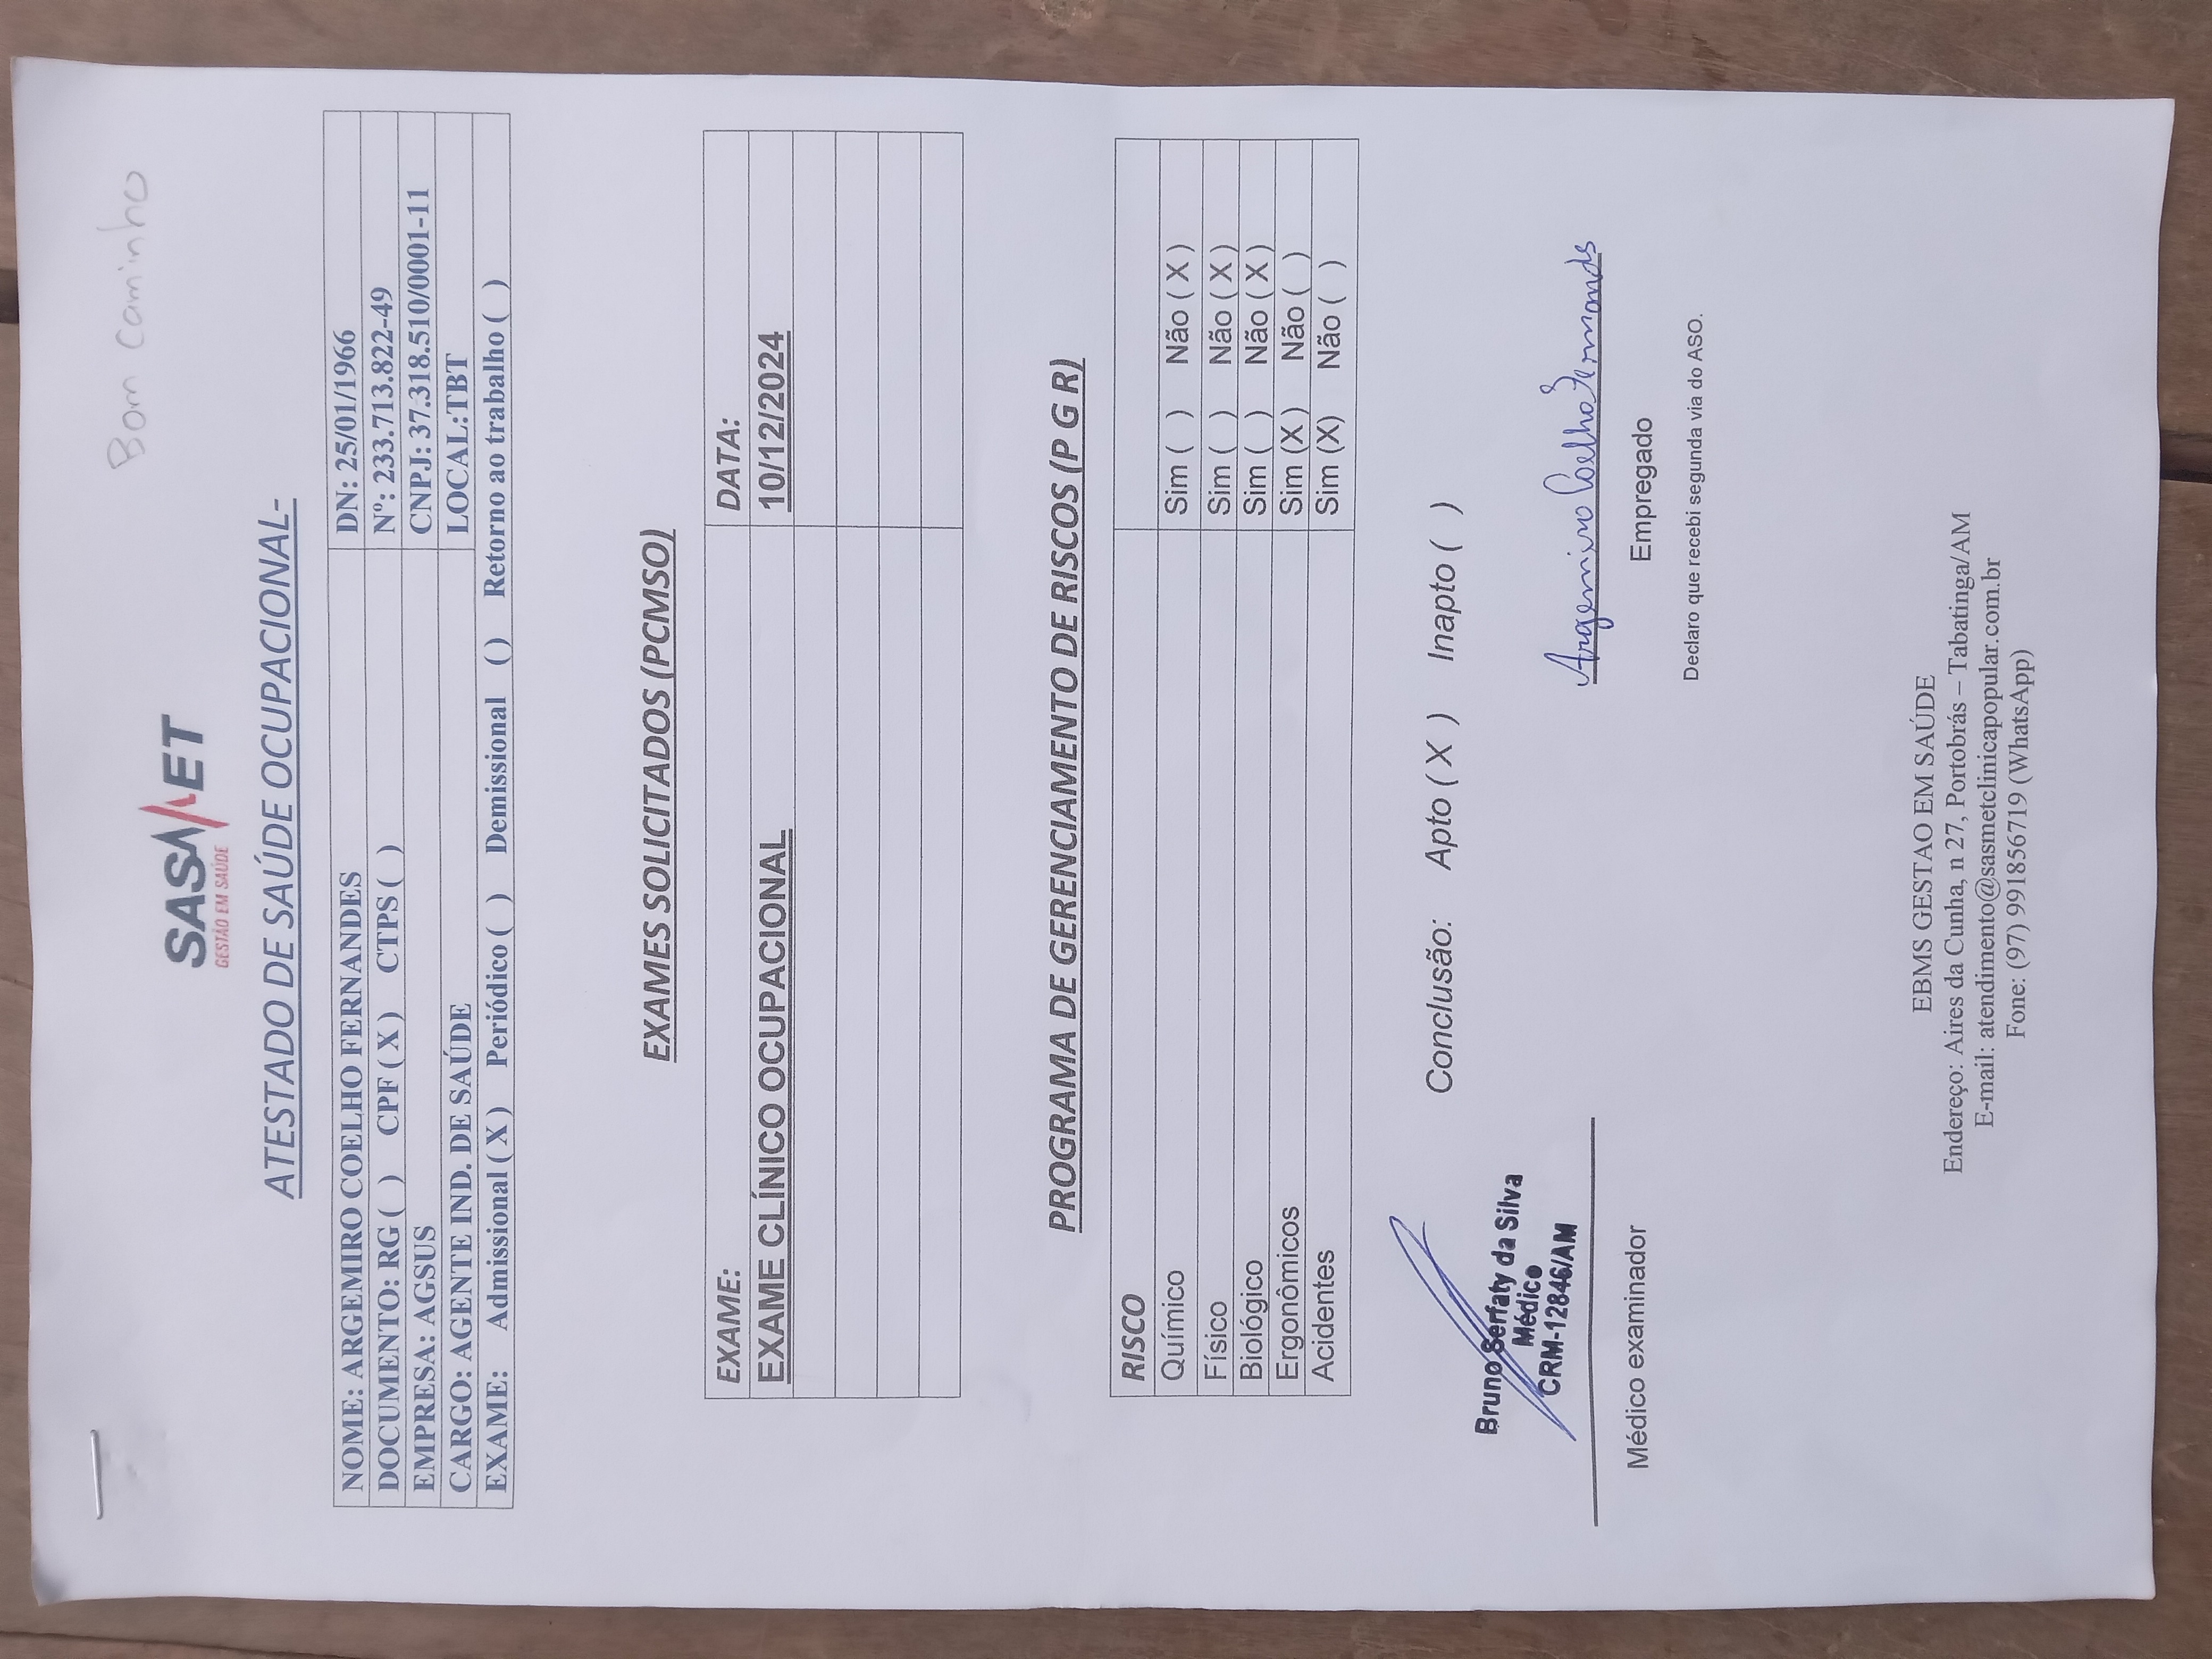 Bom caminho
SASMET
GESTÃO EM SAÚDE
ATESTADO DE SAÚDE OCUPACIONAL-
NOME: ARGEMIRO COELHO FERNANDES DN: 25/01/1966
DOCUMENTO: RG ( ) CPF ( X ) CTPS ( ) Nº: 233.713.822-49
EMPRESA: AGSUS CNPJ: 37.318.510/0001-11
CARGO: AGENTE IND. DE SAÚDE LOCAL:TBT
EXAME: Admissional ( X ) Periódico ( ) Demissional () Retorno ao trabalho ( )
EXAMES SOLICITADOS (PCMSO)
EXAME: DATA:
EXAME CLÍNICO OCUPACIONAL 10/12/2024
PROGRAMA DE GERENCIAMENTO DE RISCOS (P G R)
RISCO
Químico Sim ( ) Não ( X )
Físico Sim ( ) Não ( X )
Biológico Sim ( ) Não ( X )
Ergonômicos Sim (X) Não ( )
Acidentes Sim (X) Não ( )
Conclusão: Apto ( X ) Inapto ( )
Bruno Serfaty da Silva
Médico
CRM-12846/AM
Médico examinador
Argemiro Coelho Fernandes
Empregado
Declaro que recebi segunda via do ASO.
EBMS GESTAO EM SAÚDE
Endereço: Aires da Cunha, n 27, Portobrás – Tabatinga/AM
E-mail: atendimento@sasmetclinicapopular.com.br
Fone: (97) 991856719 (WhatsApp)